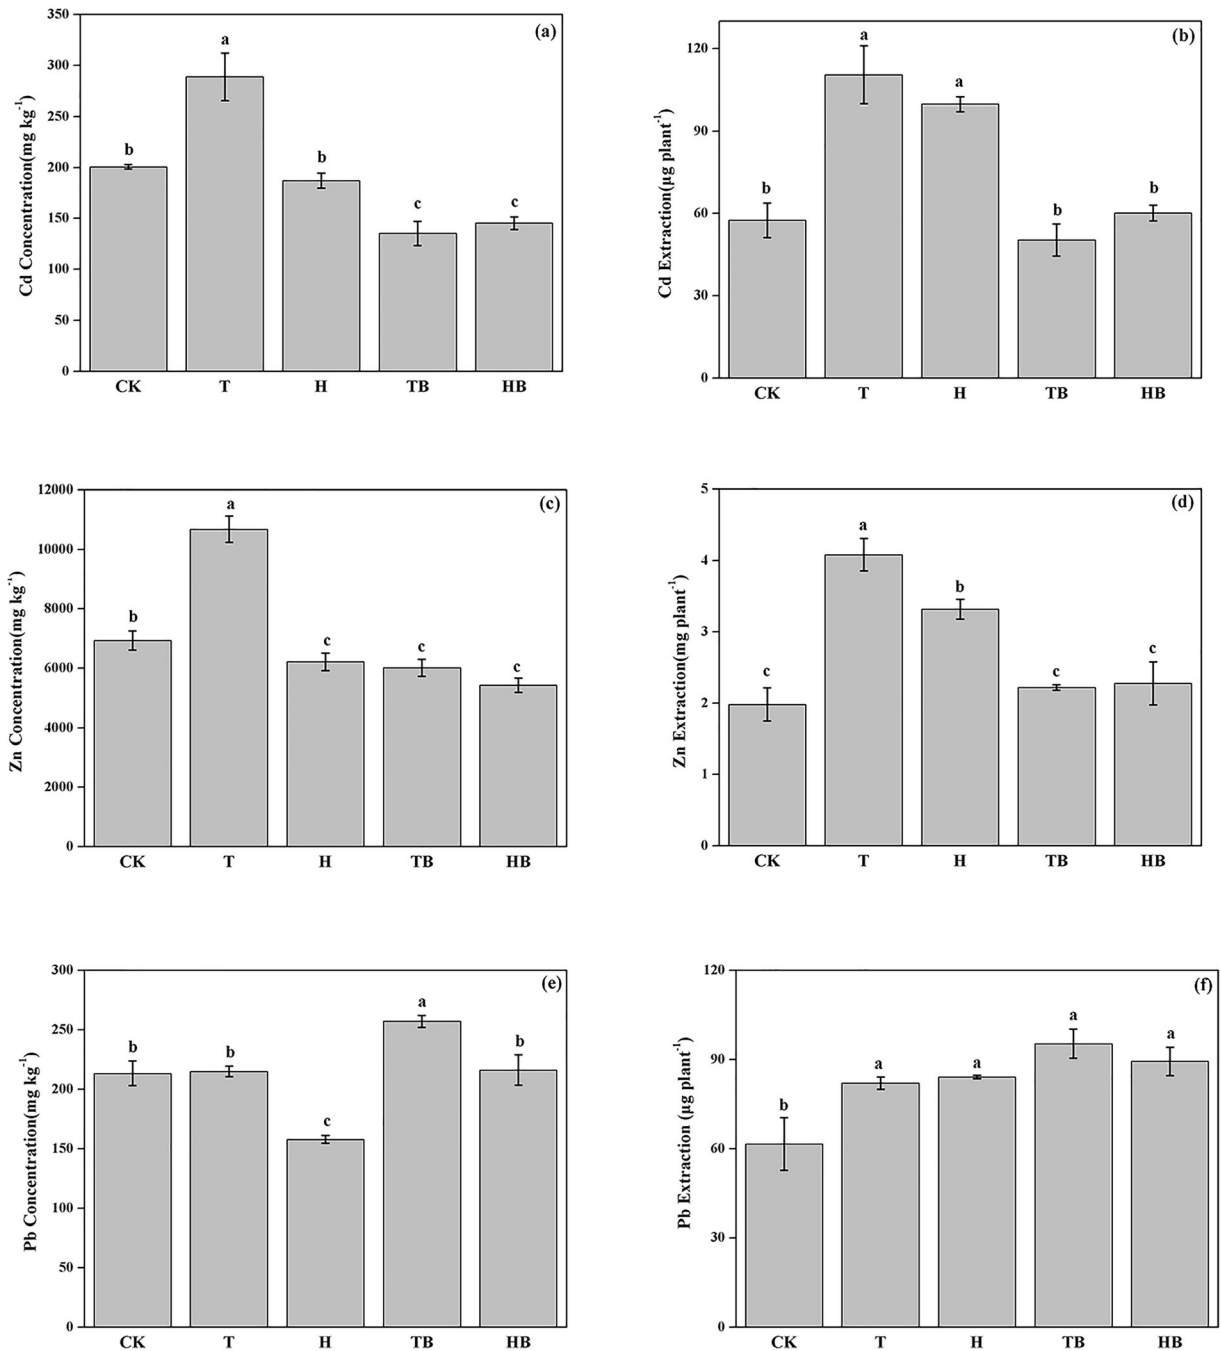 350
300
250
200
150
100
50
0
Cd Concentration(mg kg-1)
(a)
b
a
b
c
c
CK T H TB HB
120
90
60
30
0
Cd Extraction(μg plant-1)
(b)
b
a
a
b
b
CK T H TB HB
12000
10000
8000
6000
4000
2000
0
Zn Concentration(mg kg-1)
(c)
b
a
c
c
c
CK T H TB HB
5
4
3
2
1
0
Zn Extraction(mg plant-1)
(d)
c
a
b
c
c
CK T H TB HB
300
250
200
150
100
50
0
Pb Concentration(mg kg-1)
(e)
b
b
c
a
b
CK T H TB HB
120
90
60
30
0
Pb Extraction (μg plant-1)
(f)
b
a
a
a
a
CK T H TB HB